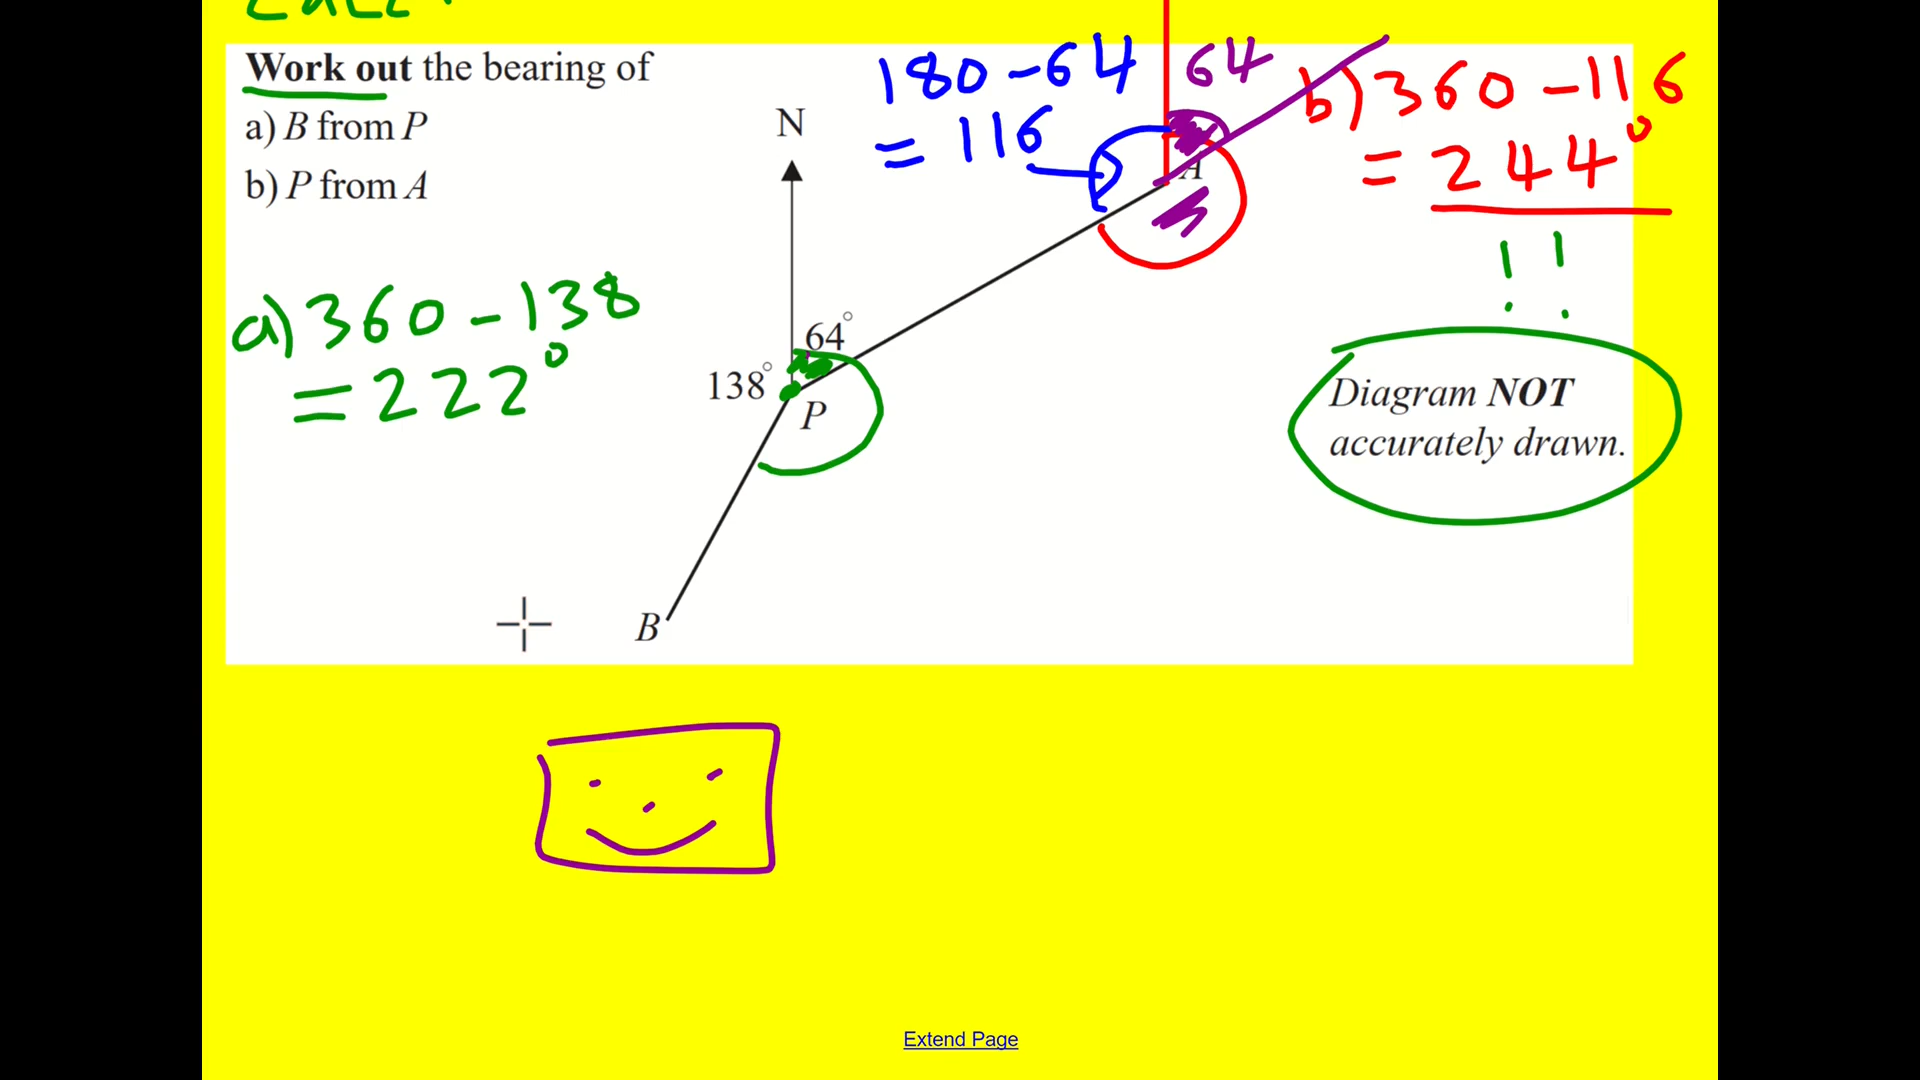 Work out the bearing of
a) B from P
b) P from A
N
180 - 64
= 116
64
A
b) 360 - 116
= 244°
a) 360 - 138
= 222°
64°
138°
P
B
! !
Diagram NOT
accurately drawn.
Extend Page